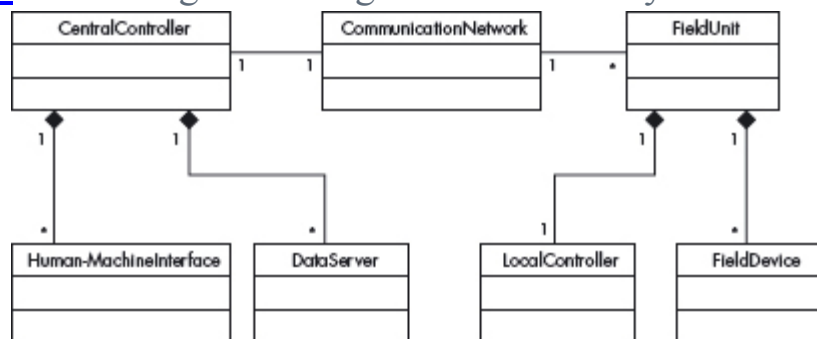 CentralController
CommunicationNetwork
FieldUnit
1
1
1
*
1
1
1
1
*
*
1
*
Human-MachineInterface
DataServer
LocalController
FieldDevice